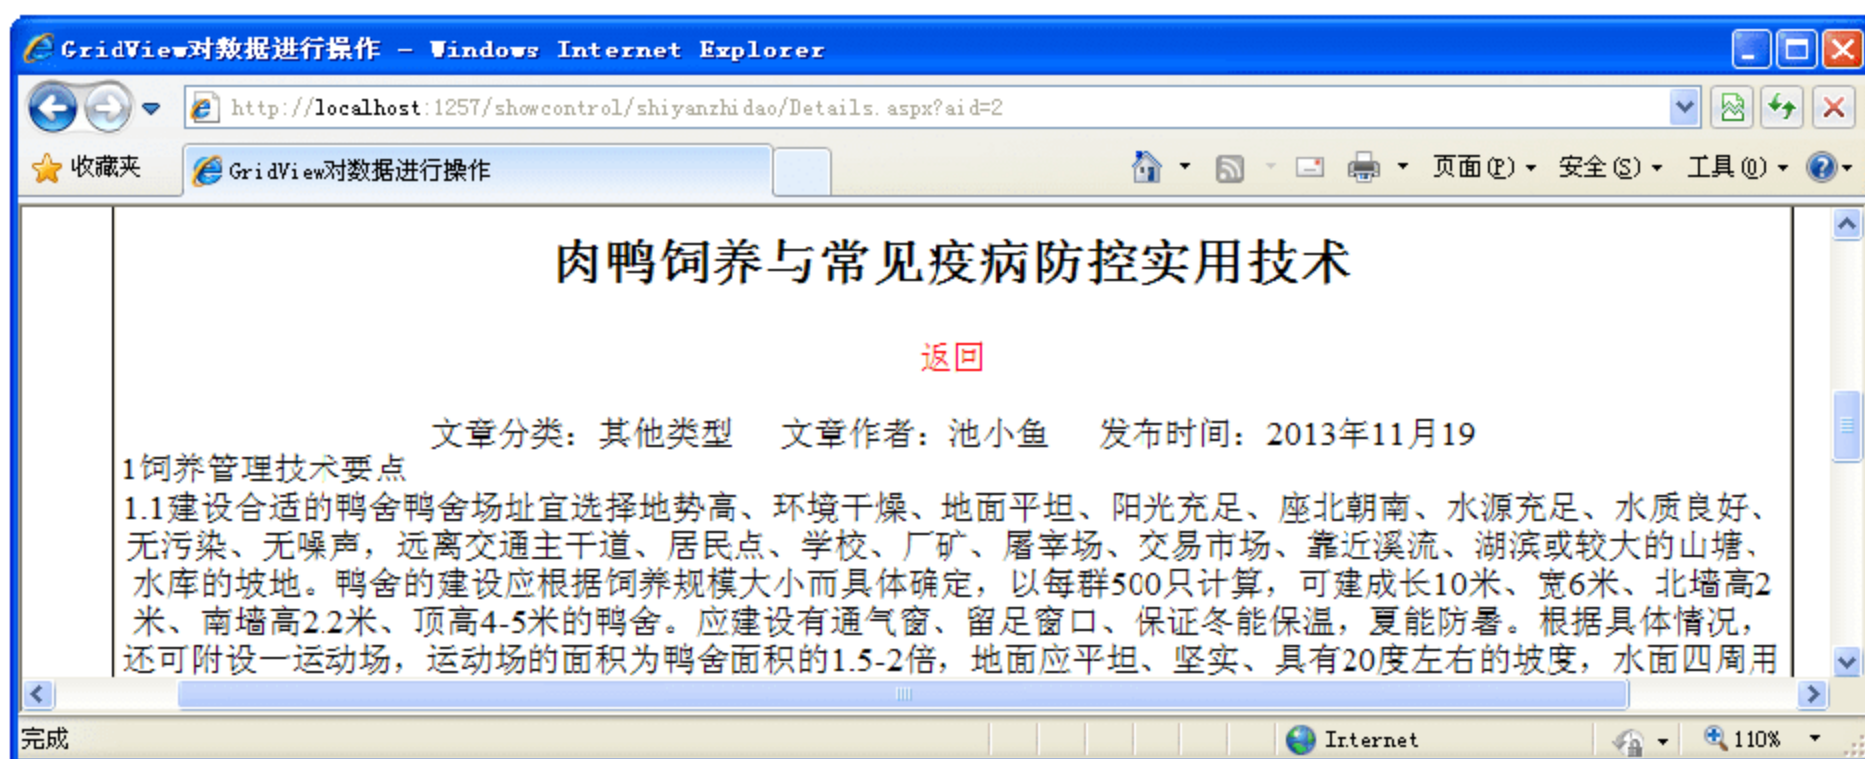 GridView对数据进行操作 - Windows Internet Explorer
http://localhost:1257/showcontrol/shiyanzhidao/Details.aspx?aid=2
收藏夹 GridView对数据进行操作 页面(P) 安全(S) 工具(O)
肉鸭饲养与常见疫病防控实用技术
返回
文章分类：其他类型 文章作者：池小鱼 发布时间：2013年11月19
1饲养管理技术要点
1.1建设合适的鸭舍鸭舍场址宜选择地势高、环境干燥、地面平坦、阳光充足、座北朝南、水源充足、水质良好、
无污染、无噪声，远离交通主干道、居民点、学校、厂矿、屠宰场、交易市场、靠近溪流、湖滨或较大的山塘、
水库的坡地。鸭舍的建设应根据饲养规模大小而具体确定，以每群500只计算，可建成长10米、宽6米、北墙高2
米、南墙高2.2米、顶高4-5米的鸭舍。应建设有通气窗、留足窗口、保证冬能保温，夏能防暑。根据具体情况，
还可附设一运动场，运动场的面积为鸭舍面积的1.5-2倍，地面应平坦、坚实、具有20度左右的坡度，水面四周用
完成 Internet 110%